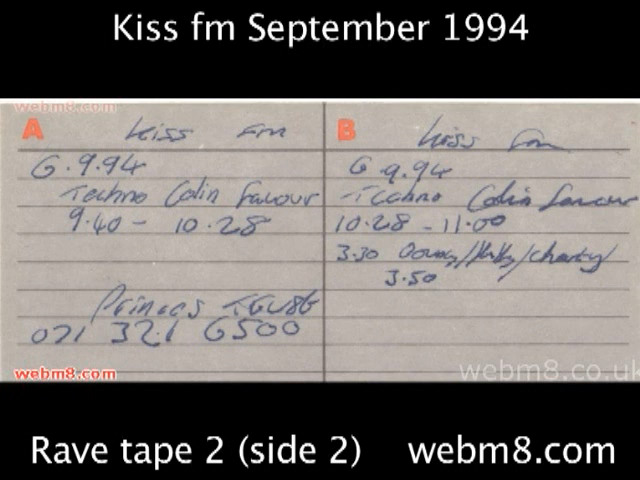 Kiss fm September 1994
webm8.com
A Kiss Fm
6.9.94
Techno Colin Favour
9.40 - 10.28
Princes
071 321 6500
webm8.com
B Kiss Fm
6 9.94
Techno Colin Favour
10.28 - 11.00
3.30
3.50
webm8.co.uk
Rave tape 2 (side 2) webm8.com